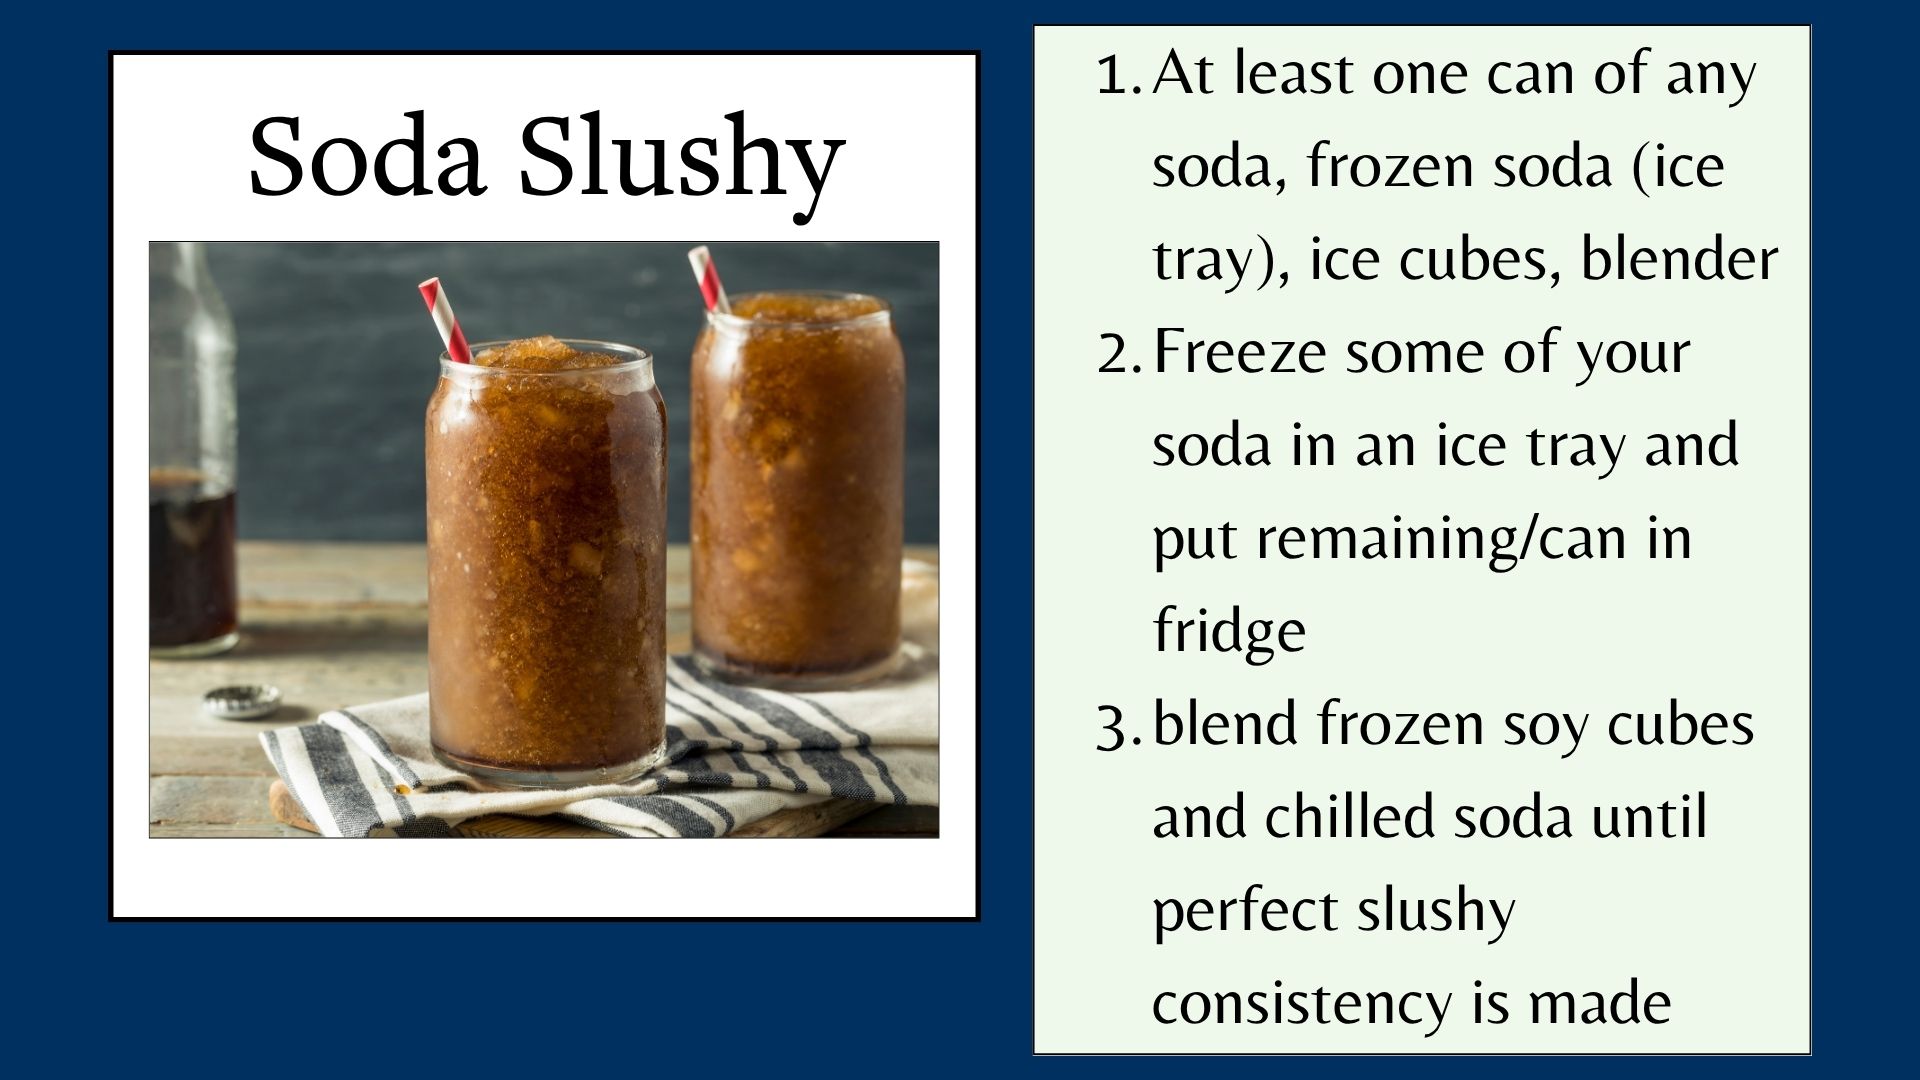 Soda Slushy
1. At least one can of any
soda, frozen soda (ice
tray), ice cubes, blender
2. Freeze some of your
soda in an ice tray and
put remaining/can in
fridge
3. blend frozen soy cubes
and chilled soda until
perfect slushy
consistency is made